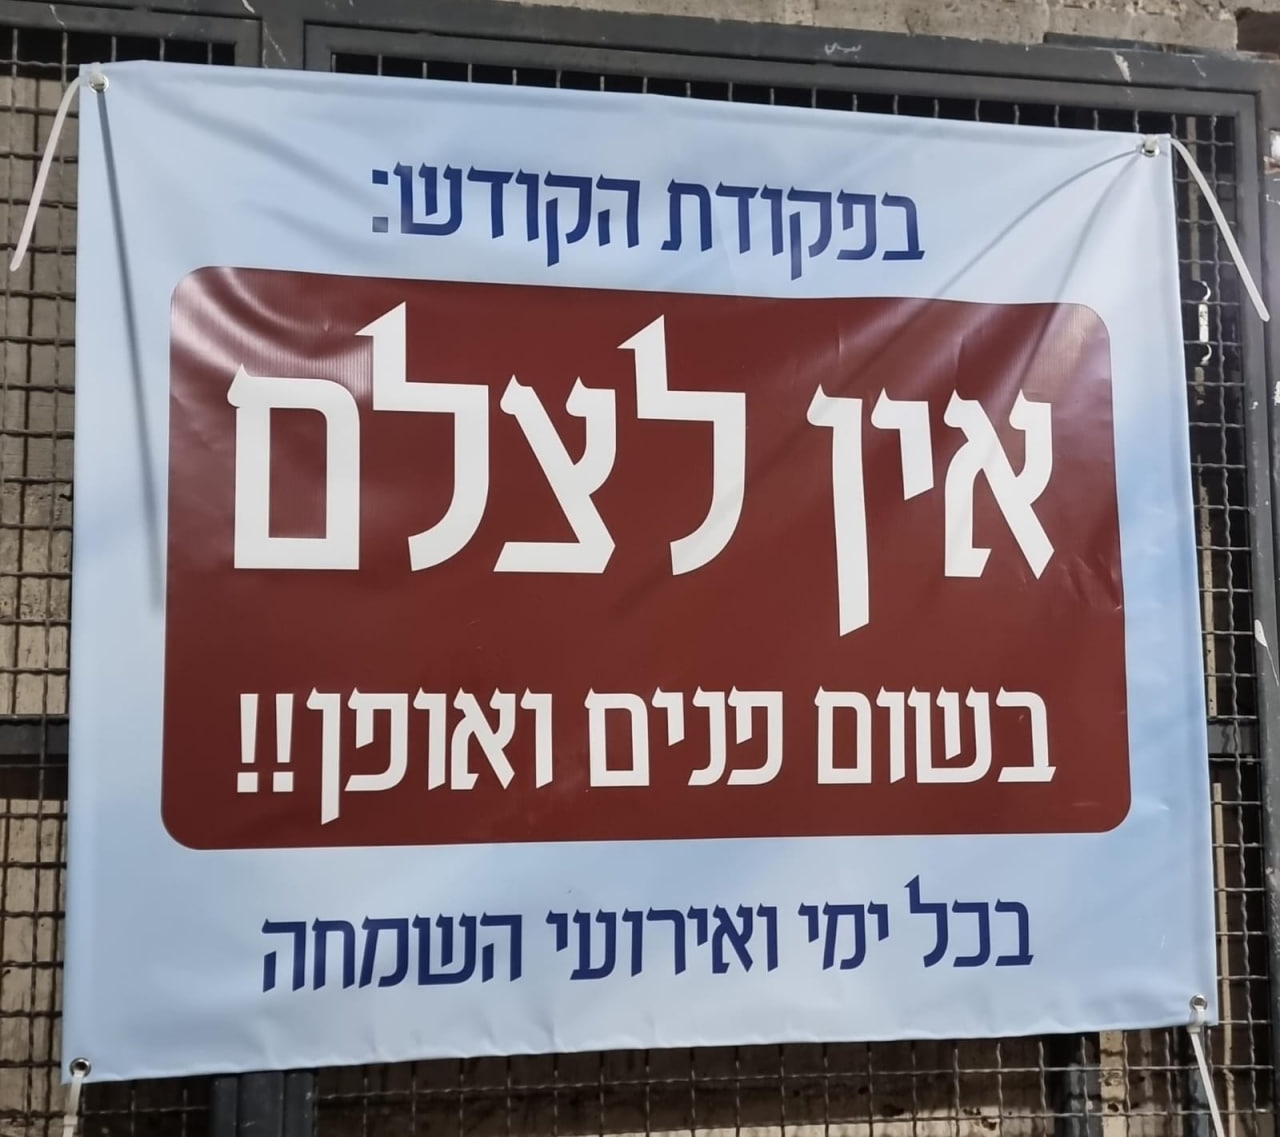 בפקודת הקודש:
אין לצלם
בשום פנים ואופן!!
בכל ימי ואירועי השמחה